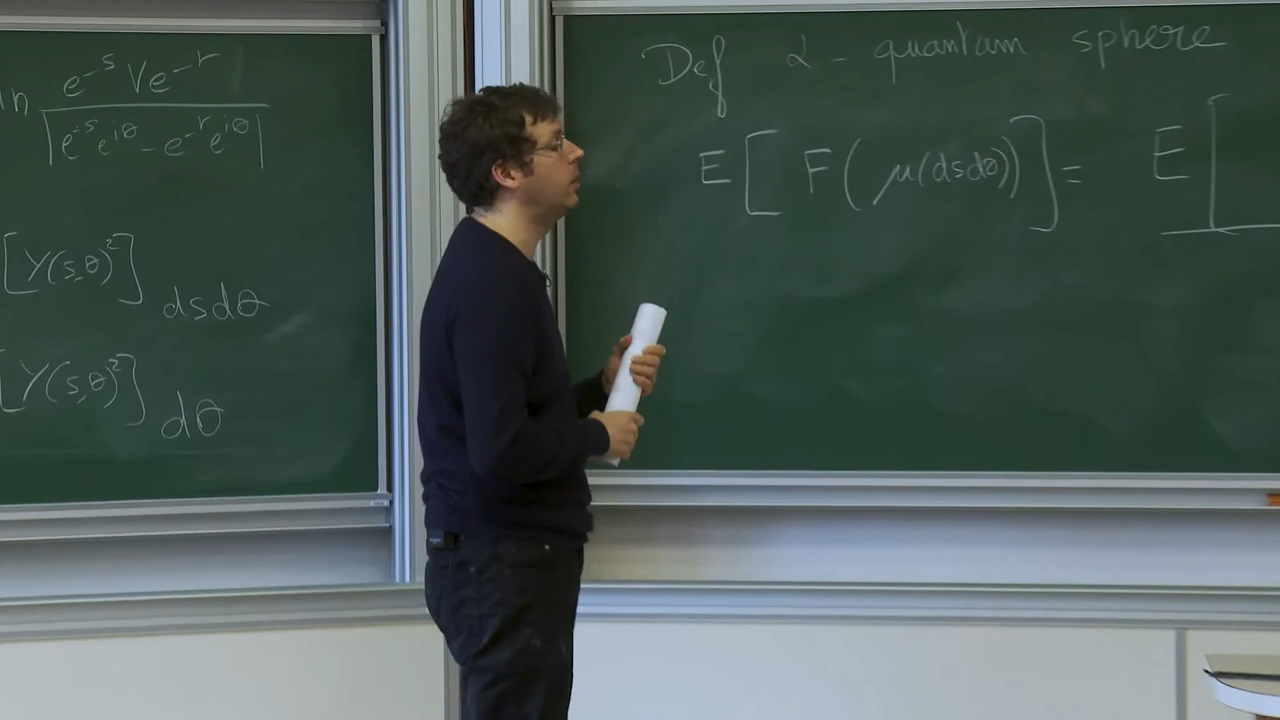 ln e^{-s} V e^{-r} / |e^{-s}e^{iθ} - e^{-r}e^{iθ}|
[Y(s,θ)^2] dsdθ
[Y(s,θ)^2] dθ
Def α - quantum sphere
E[ F( μ(dsdθ)) ] = E[